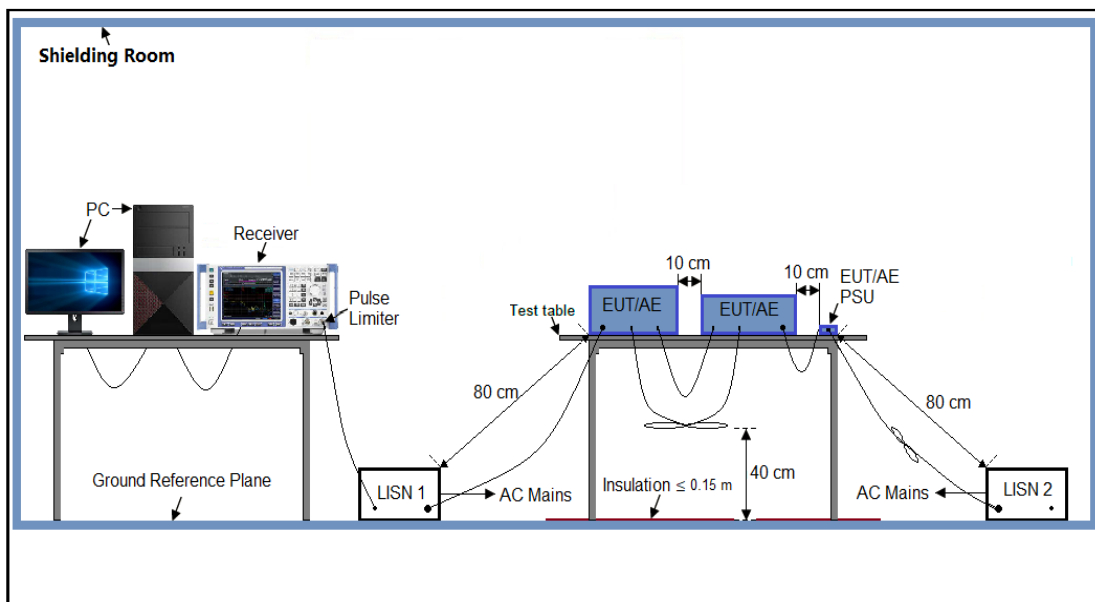 Shielding Room
PC
Receiver
Pulse
Limiter
10 cm
10 cm
EUT/AE
PSU
EUT/AE
EUT/AE
Test table
80 cm
80 cm
40 cm
Ground Reference Plane
LISN 1
AC Mains
Insulation ≤ 0.15 m
AC Mains
LISN 2